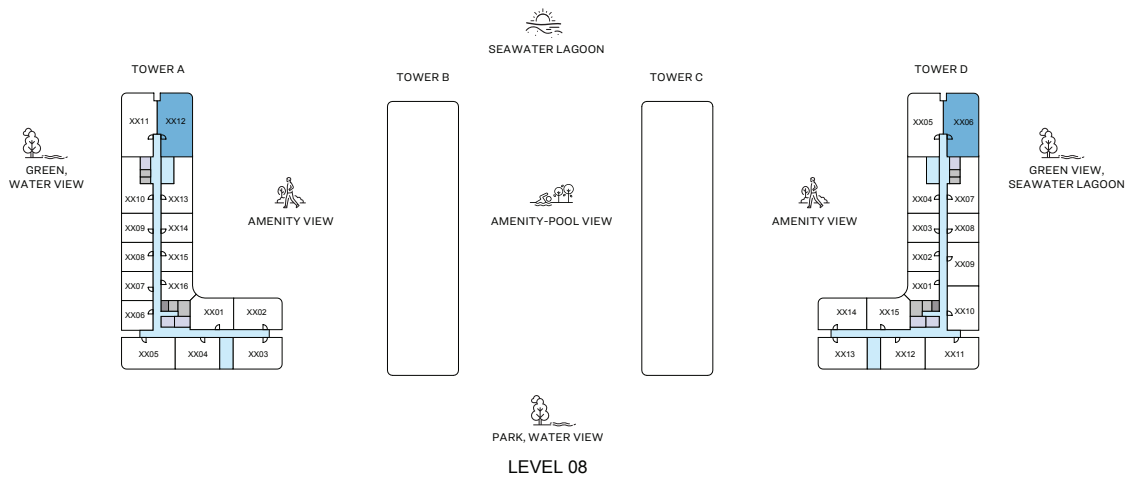 SEAWATER LAGOON
TOWER A
TOWER B
TOWER C
TOWER D
XX11
XX12
XX05
XX06
GREEN,
WATER VIEW
GREEN VIEW,
SEAWATER LAGOON
XX10
XX13
XX04
XX07
AMENITY VIEW
AMENITY-POOL VIEW
AMENITY VIEW
XX09
XX14
XX03
XX08
XX08
XX15
XX02
XX09
XX07
XX16
XX01
XX06
XX01
XX02
XX14
XX15
XX10
XX05
XX04
XX03
XX13
XX12
XX11
PARK, WATER VIEW
LEVEL 08